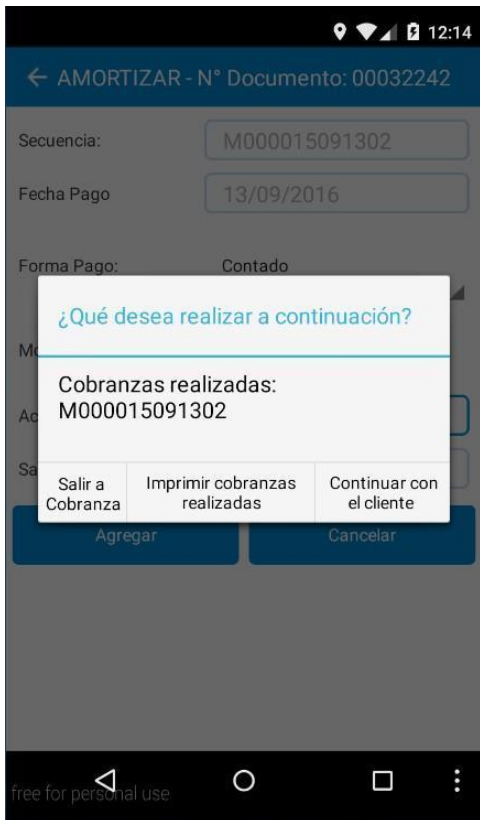 12:14
AMORTIZAR - N° Documento: 00032242
Secuencia: M000015091302
Fecha Pago 13/09/2016
Forma Pago: Contado
¿Qué desea realizar a continuación?
Cobranzas realizadas:
M000015091302
Salir a
Cobranza
Imprimir cobranzas
realizadas
Continuar con
el cliente
Agregar Cancelar
free for personal use